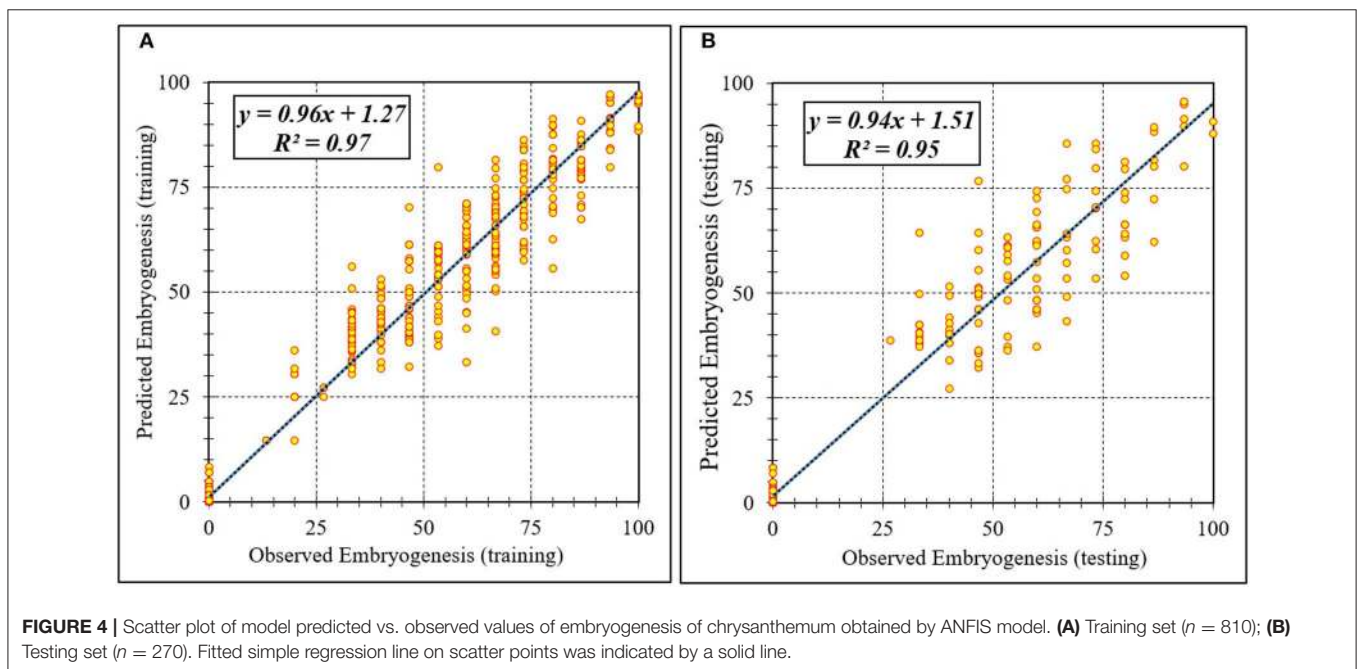 A
100
75
50
25
0
0
25
50
75
100
y = 0.96x + 1.27
R² = 0.97
Predicted Embryogenesis (training)
Observed Embryogenesis (training)
B
100
75
50
25
0
0
25
50
75
100
y = 0.94x + 1.51
R² = 0.95
Predicted Embryogenesis (testing)
Observed Embryogenesis (testing)
FIGURE 4 | Scatter plot of model predicted vs. observed values of embryogenesis of chrysanthemum obtained by ANFIS model. (A) Training set (n = 810); (B)
Testing set (n = 270). Fitted simple regression line on scatter points was indicated by a solid line.